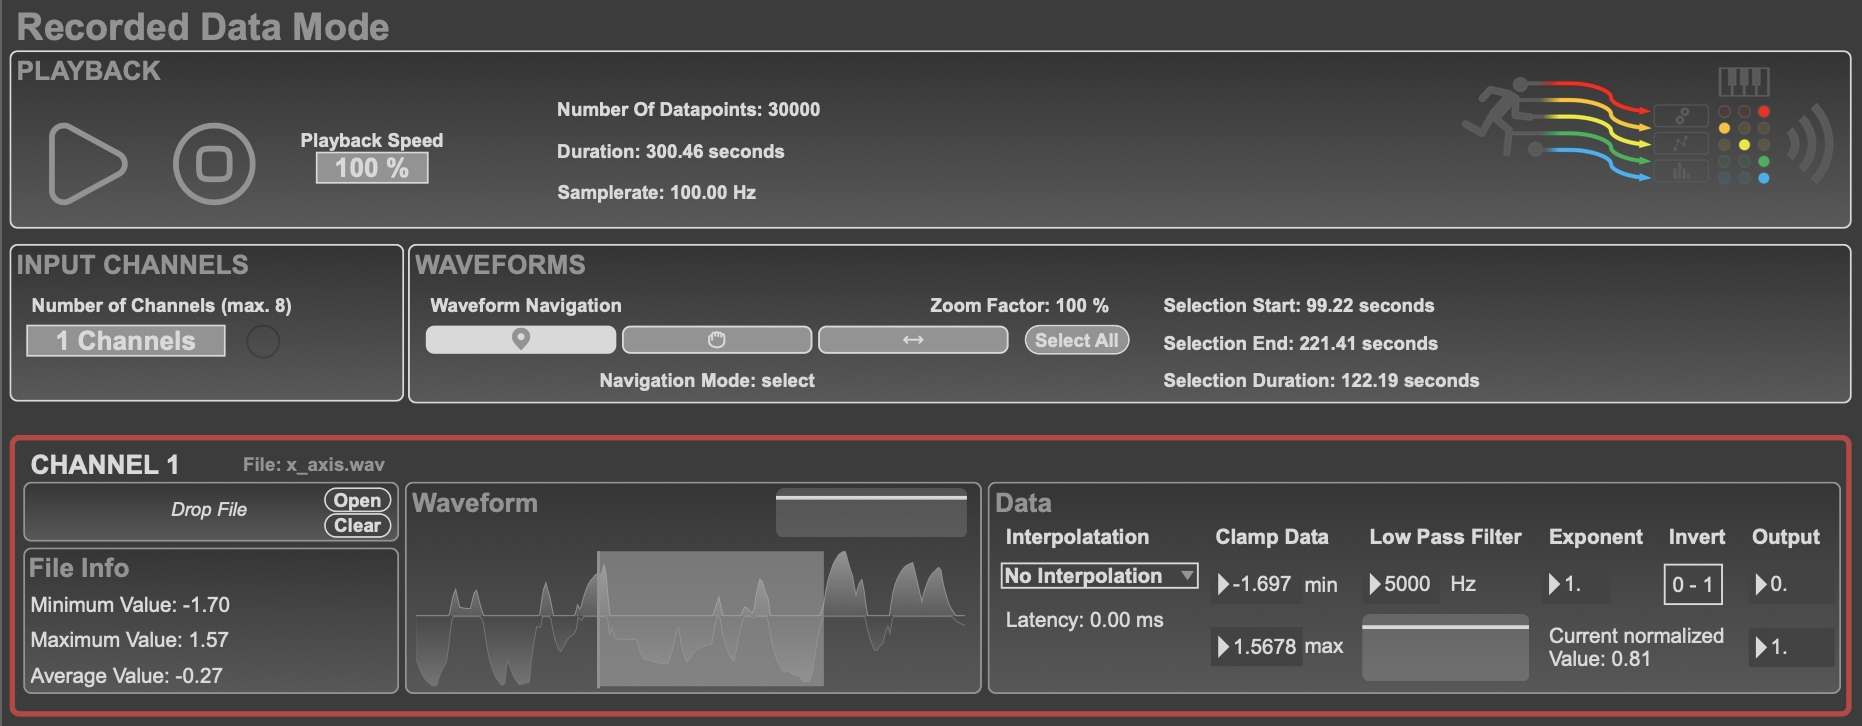 Recorded Data Mode
PLAYBACK
Playback Speed
100 %
Number Of Datapoints: 30000
Duration: 300.46 seconds
Samplerate: 100.00 Hz
INPUT CHANNELS
Number of Channels (max. 8)
1 Channels
WAVEFORMS
Waveform Navigation
Zoom Factor: 100 %
Select All
Navigation Mode: select
Selection Start: 99.22 seconds
Selection End: 221.41 seconds
Selection Duration: 122.19 seconds
CHANNEL 1
File: x_axis.wav
Drop File
Open
Clear
File Info
Minimum Value: -1.70
Maximum Value: 1.57
Average Value: -0.27
Waveform
Data
Interpolatation
No Interpolation
Latency: 0.00 ms
Clamp Data
-1.697 min
1.5678 max
Low Pass Filter
5000 Hz
Exponent
1.
Current normalized
Value: 0.81
Invert
0 - 1
Output
0.
1.